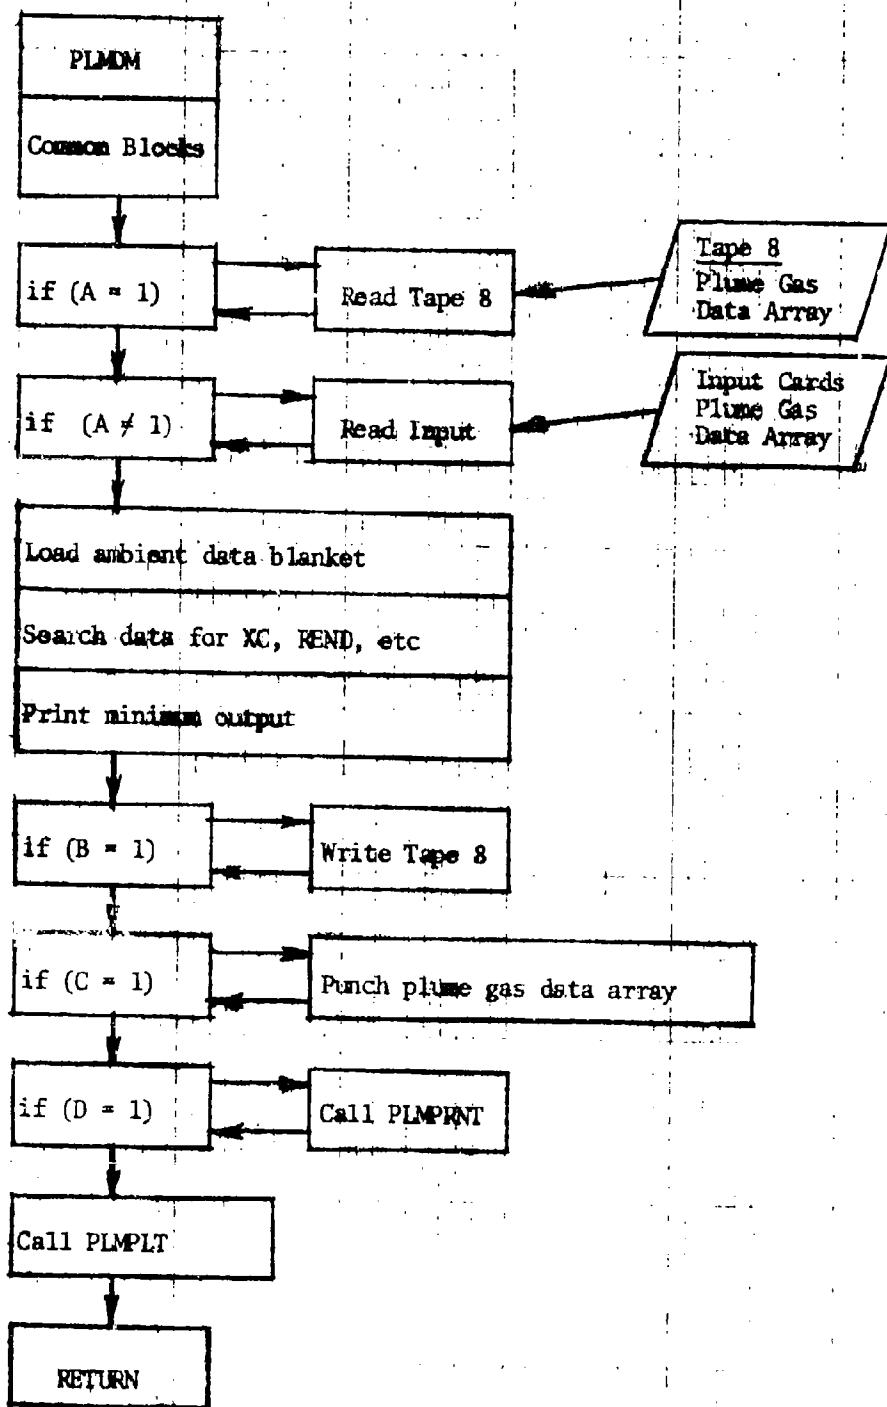 PLMDM
Common Blocks
if (A = 1)
Read Tape 8
Tape 8
Plume Gas
Data Array
if (A ≠ 1)
Read Input
Input Cards
Plume Gas
Data Array
Load ambient data blanket
Search data for XC, REND, etc
Print minimum output
if (B = 1)
Write Tape 8
if (C = 1)
Punch plume gas data array
if (D = 1)
Call PLMPRNT
Call PLMPLT
RETURN